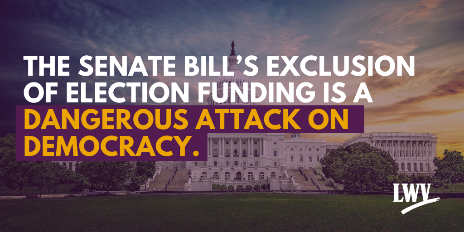 THE SENATE BILL'S EXCLUSION
OF ELECTION FUNDING IS A
DANGEROUS ATTACK ON
DEMOCRACY.
LWV